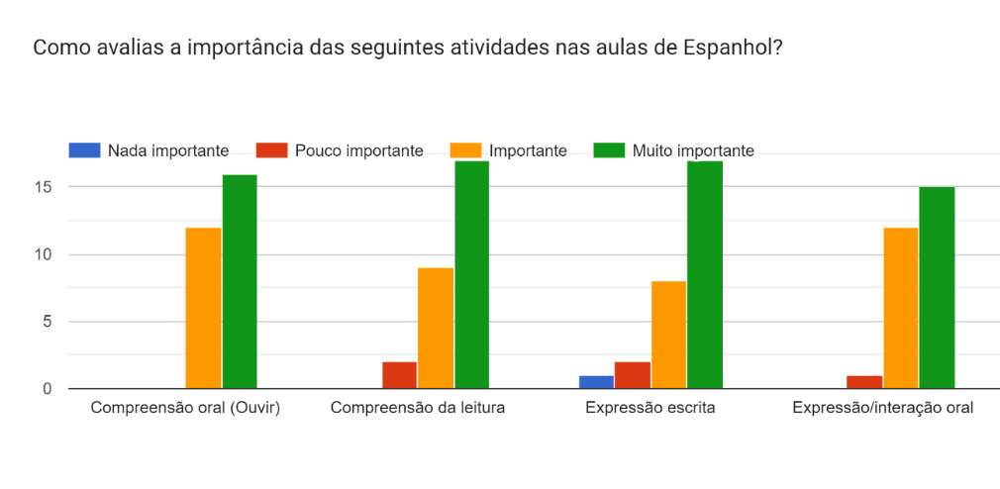 Como avalias a importância das seguintes atividades nas aulas de Espanhol?
Nada importante Pouco importante Importante Muito importante
15
10
5
0
Compreensão oral (Ouvir) Compreensão da leitura Expressão escrita Expressão/interação oral